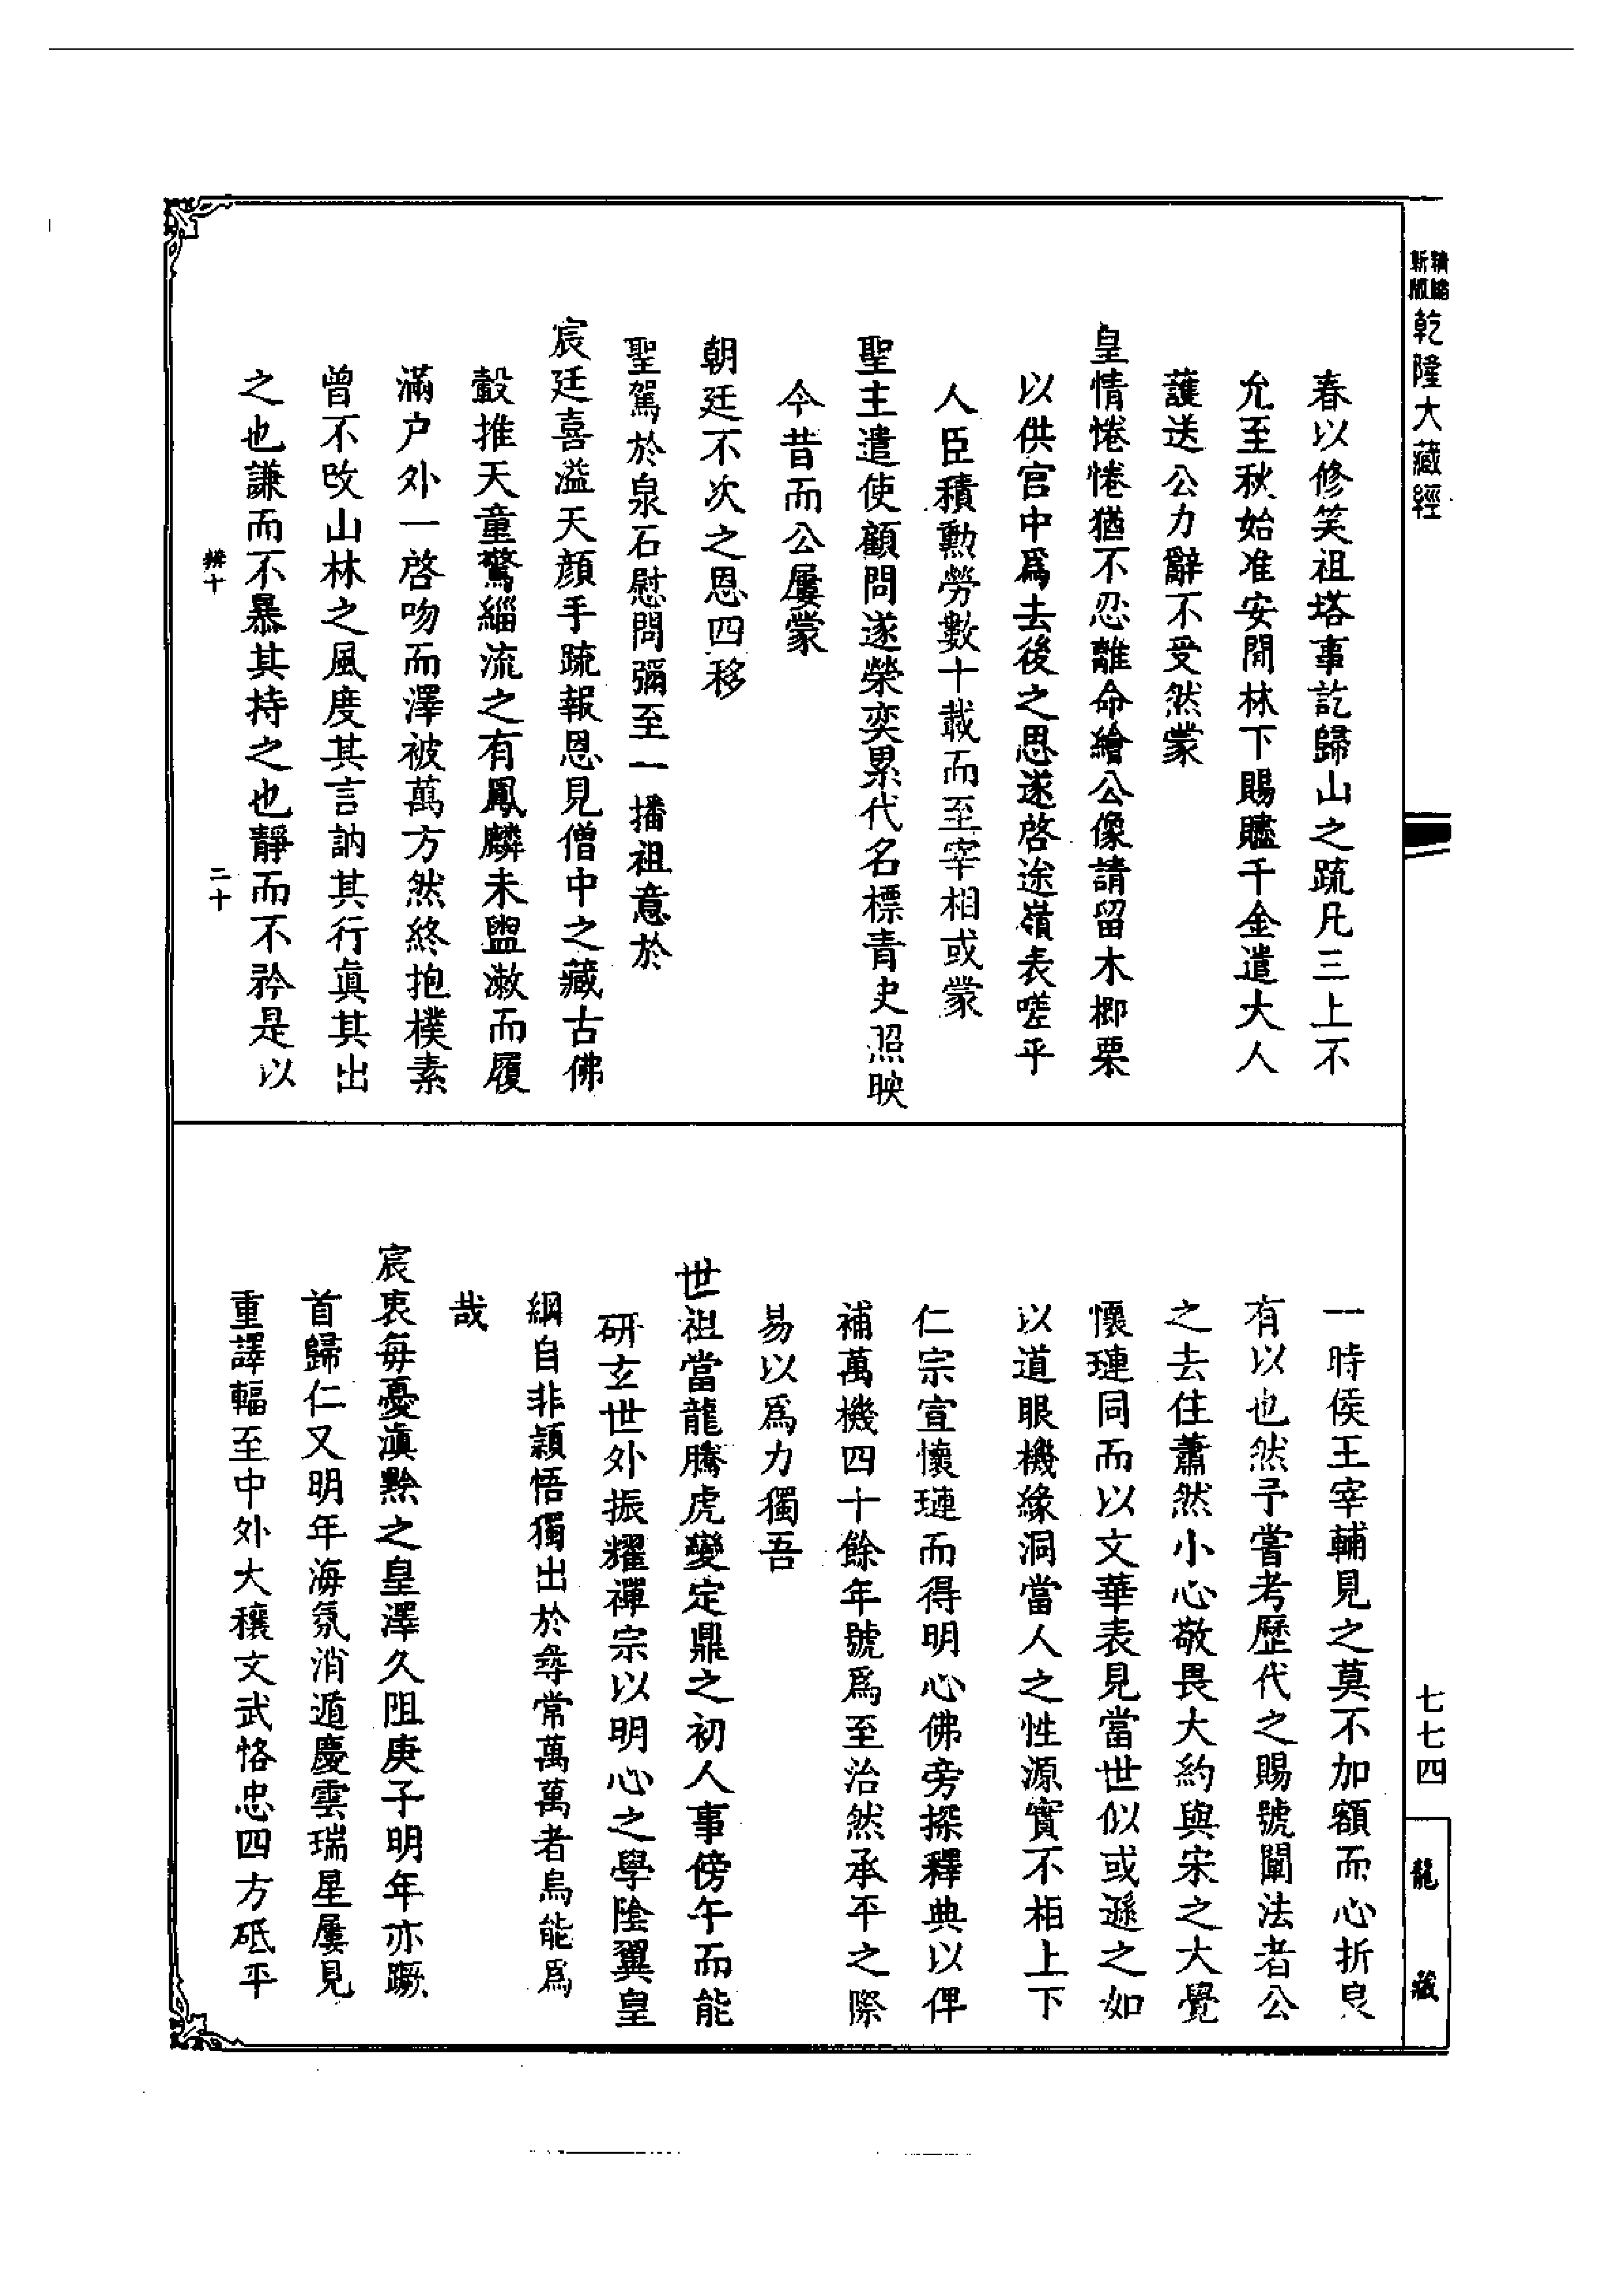 精縮新版乾隆大藏經
春以修笑祖塔事訖歸山之疏凡三上不
允至秋始准安閒林下賜贐千金遣大人
護送公力辭不受然蒙
皇情惓惓猶不忍離命繪公像請留木榔栗
以供宫中爲去後之思遂啓途嶺表嗟乎
人臣積勳勞數十載而至宰相或蒙
聖主遣使顧問遂榮奕累代名標青史照映
今昔而公屢蒙
朝廷不次之恩四移
聖駕於泉石慰問彌至一播祖意於
宸廷喜溢天顏手疏報恩見僧中之藏古佛
轂推天童驚緇流之有鳳麟未盥漱而履
滿户外一啓吻而澤被萬方然終抱樸素
曾不改山林之風度其言訥其行眞其出
之也謙而不暴其持之也靜而不矜是以
辨十
二十
一時侯王宰輔見之莫不加額而心折良
有以也然予嘗考歷代之賜號闡法者公
之去住蕭然小心敬畏大約與宋之大覺
懷璉同而以文華表見當世似或遜之如
以道眼機緣洞當人之性源實不相上下
仁宗宣懷璉而得明心佛旁探釋典以俾
補萬機四十餘年號爲至治然承平之際
易以爲力獨吾
世祖當龍騰虎變定鼎之初人事傍午而能
研玄世外振耀禪宗以明心之學陰翼皇
綱自非穎悟獨出於尋常萬萬者烏能爲
哉
宸衷每憂滇黔之皇澤久阻庚子明年亦蹶
首歸仁又明年海氛消遁慶雲瑞星屢見
重譯輻至中外大穰文武恪忠四方砥平
七七四
龍藏